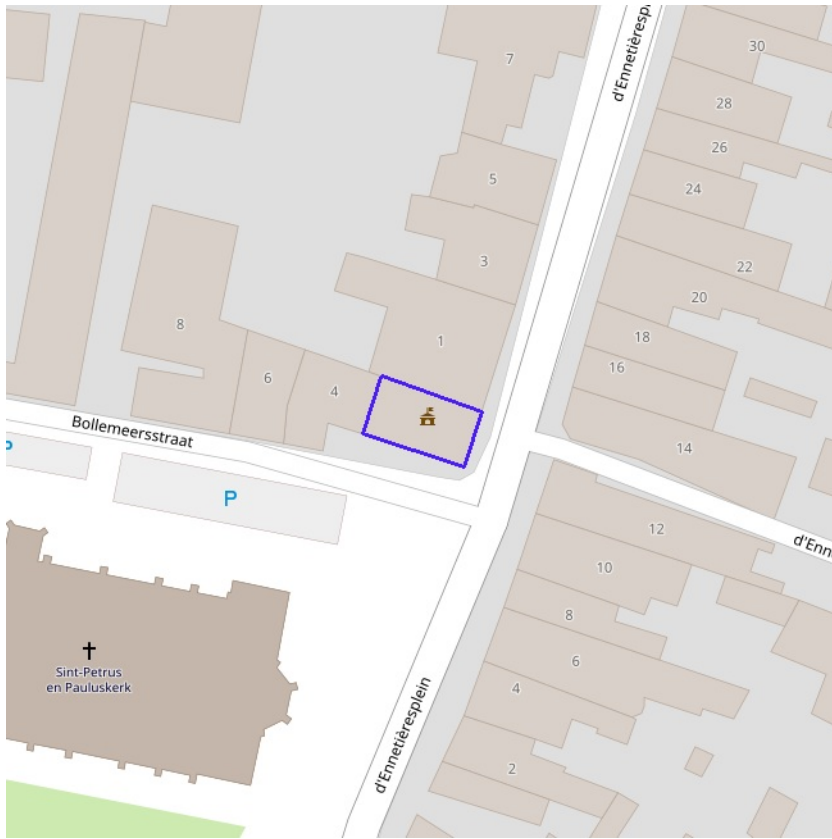 d'Ennetièresplein
30
7
28
26
5
24
22
3
20
1
18
8
16
6
4
Bollemeersstraat
14
P
P
12
d'Enn
10
8
Sint-Petrus
en Pauluskerk
6
4
d'Ennetièresplein
2